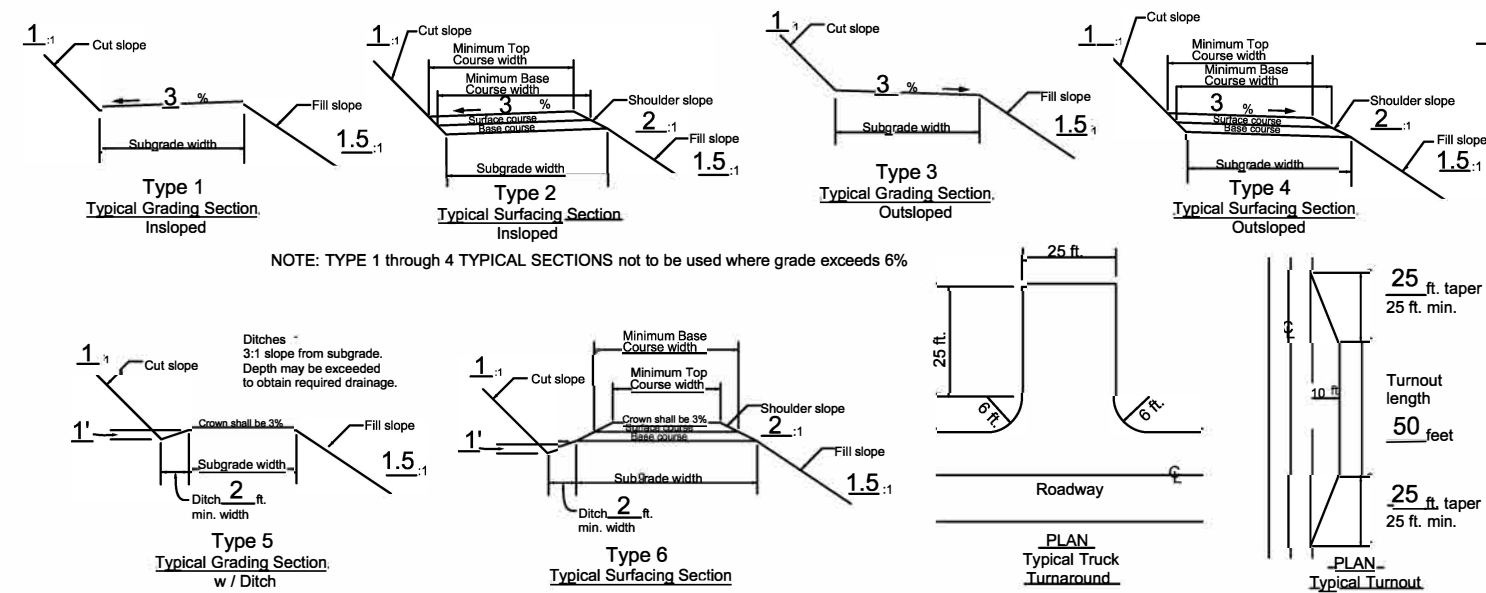 1 :1
Cut slope
3 %
Fill slope
1.5 :1
Subgrade width
Type 1
Typical Grading Section
Insloped
1 :1
Cut slope
Minimum Top
Course width
Minimum Base
Course width
3 %
Surface course
Base course
Shoulder slope
2 :1
Fill slope
1.5 :1
Subgrade width
Type 2
Typical Surfacing Section
Insloped
1 :1
Cut slope
3 %
Fill slope
1.5 :1
Subgrade width
Type 3
Typical Grading Section
Outsloped
1 :1
Cut slope
Minimum Top
Course width
Minimum Base
Course width
3 %
Surface course
Base course
Shoulder slope
2 :1
Fill slope
1.5 :1
Subgrade width
Type 4
Typical Surfacing Section
Outsloped
NOTE: TYPE 1 through 4 TYPICAL SECTIONS not to be used where grade exceeds 6%
1 :1
Cut slope
Ditches
3:1 slope from subgrade.
Depth may be exceeded
to obtain required drainage.
1'
Crown shall be 3%
Fill slope
1.5 :1
Subgrade width
Ditch 2 ft.
min. width
Type 5
Typical Grading Section
w / Ditch
1 :1
Cut slope
Minimum Base
Course width
Minimum Top
Course width
Crown shall be 3%
Surface course
Base course
Shoulder slope
2 :1
1'
Fill slope
1.5 :1
Subgrade width
Ditch 2 ft.
min. width
Type 6
Typical Surfacing Section
25 ft.
25 ft.
6 ft.
6 ft.
℄
Roadway
PLAN
Typical Truck
Turnaround
℄
25 ft. taper
25 ft. min.
10 ft
Turnout
length
50 feet
25 ft. taper
25 ft. min.
PLAN
Typical Turnout